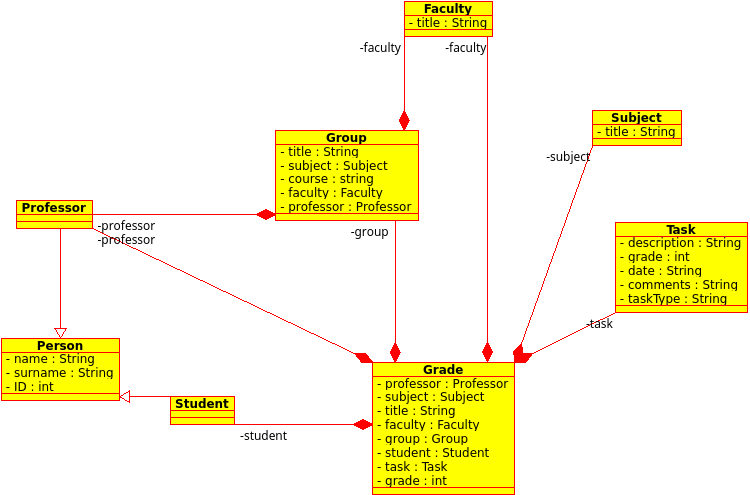 Faculty
- title : String
-faculty
-faculty
Group
- title : String
- subject : Subject
- course : string
- faculty : Faculty
- professor : Professor
Subject
- title : String
-subject
Professor
-professor
-professor
-group
Task
- description : String
- grade : int
- date : String
- comments : String
- taskType : String
-task
Person
- name : String
- surname : String
- ID : int
Student
-student
Grade
- professor : Professor
- subject : Subject
- title : String
- faculty : Faculty
- group : Group
- student : Student
- task : Task
- grade : int